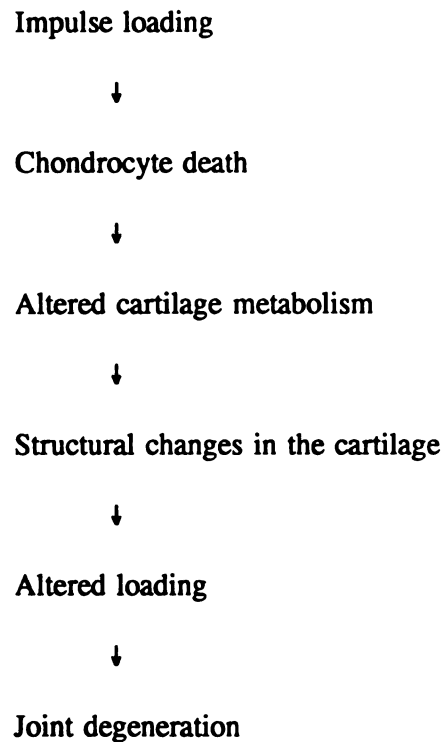 Impulse loading
↓
Chondrocyte death
↓
Altered cartilage metabolism
↓
Structural changes in the cartilage
↓
Altered loading
↓
Joint degeneration